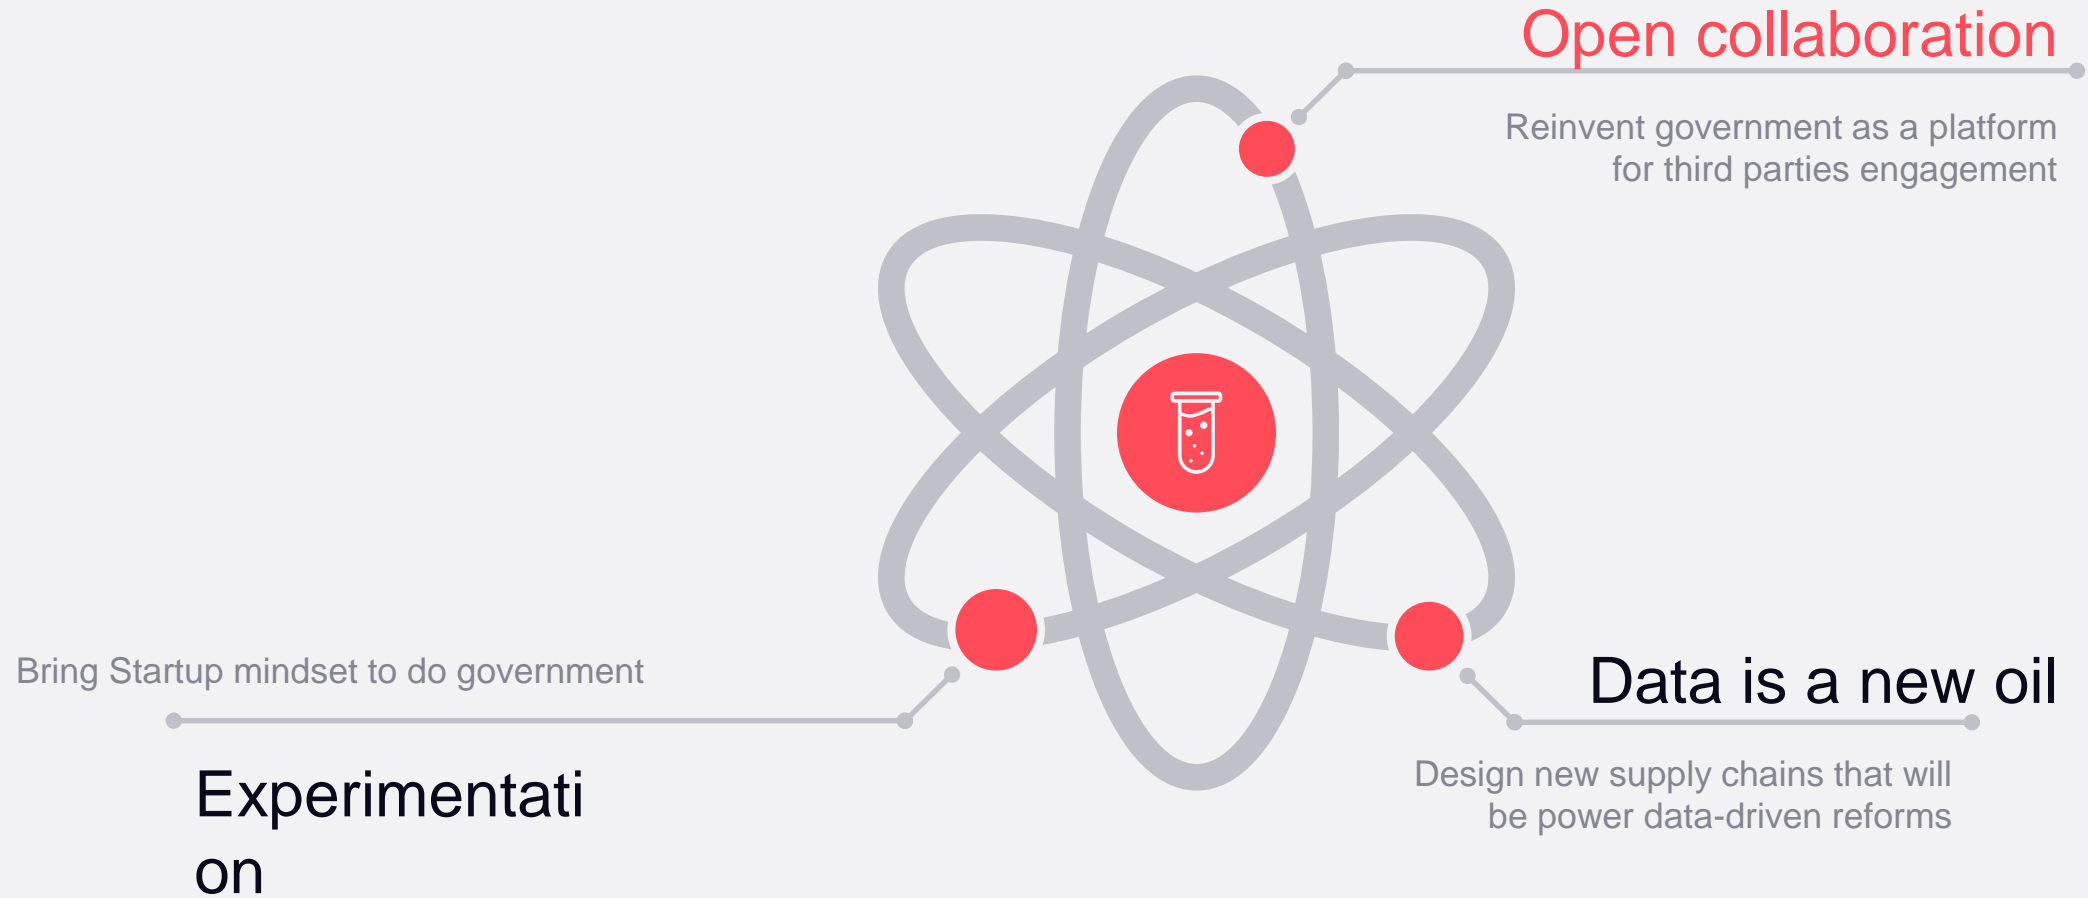 Open collaboration
Reinvent government as a platform
for third parties engagement
Bring Startup mindset to do government
Experimentati
on
Data is a new oil
Design new supply chains that will
be power data-driven reforms